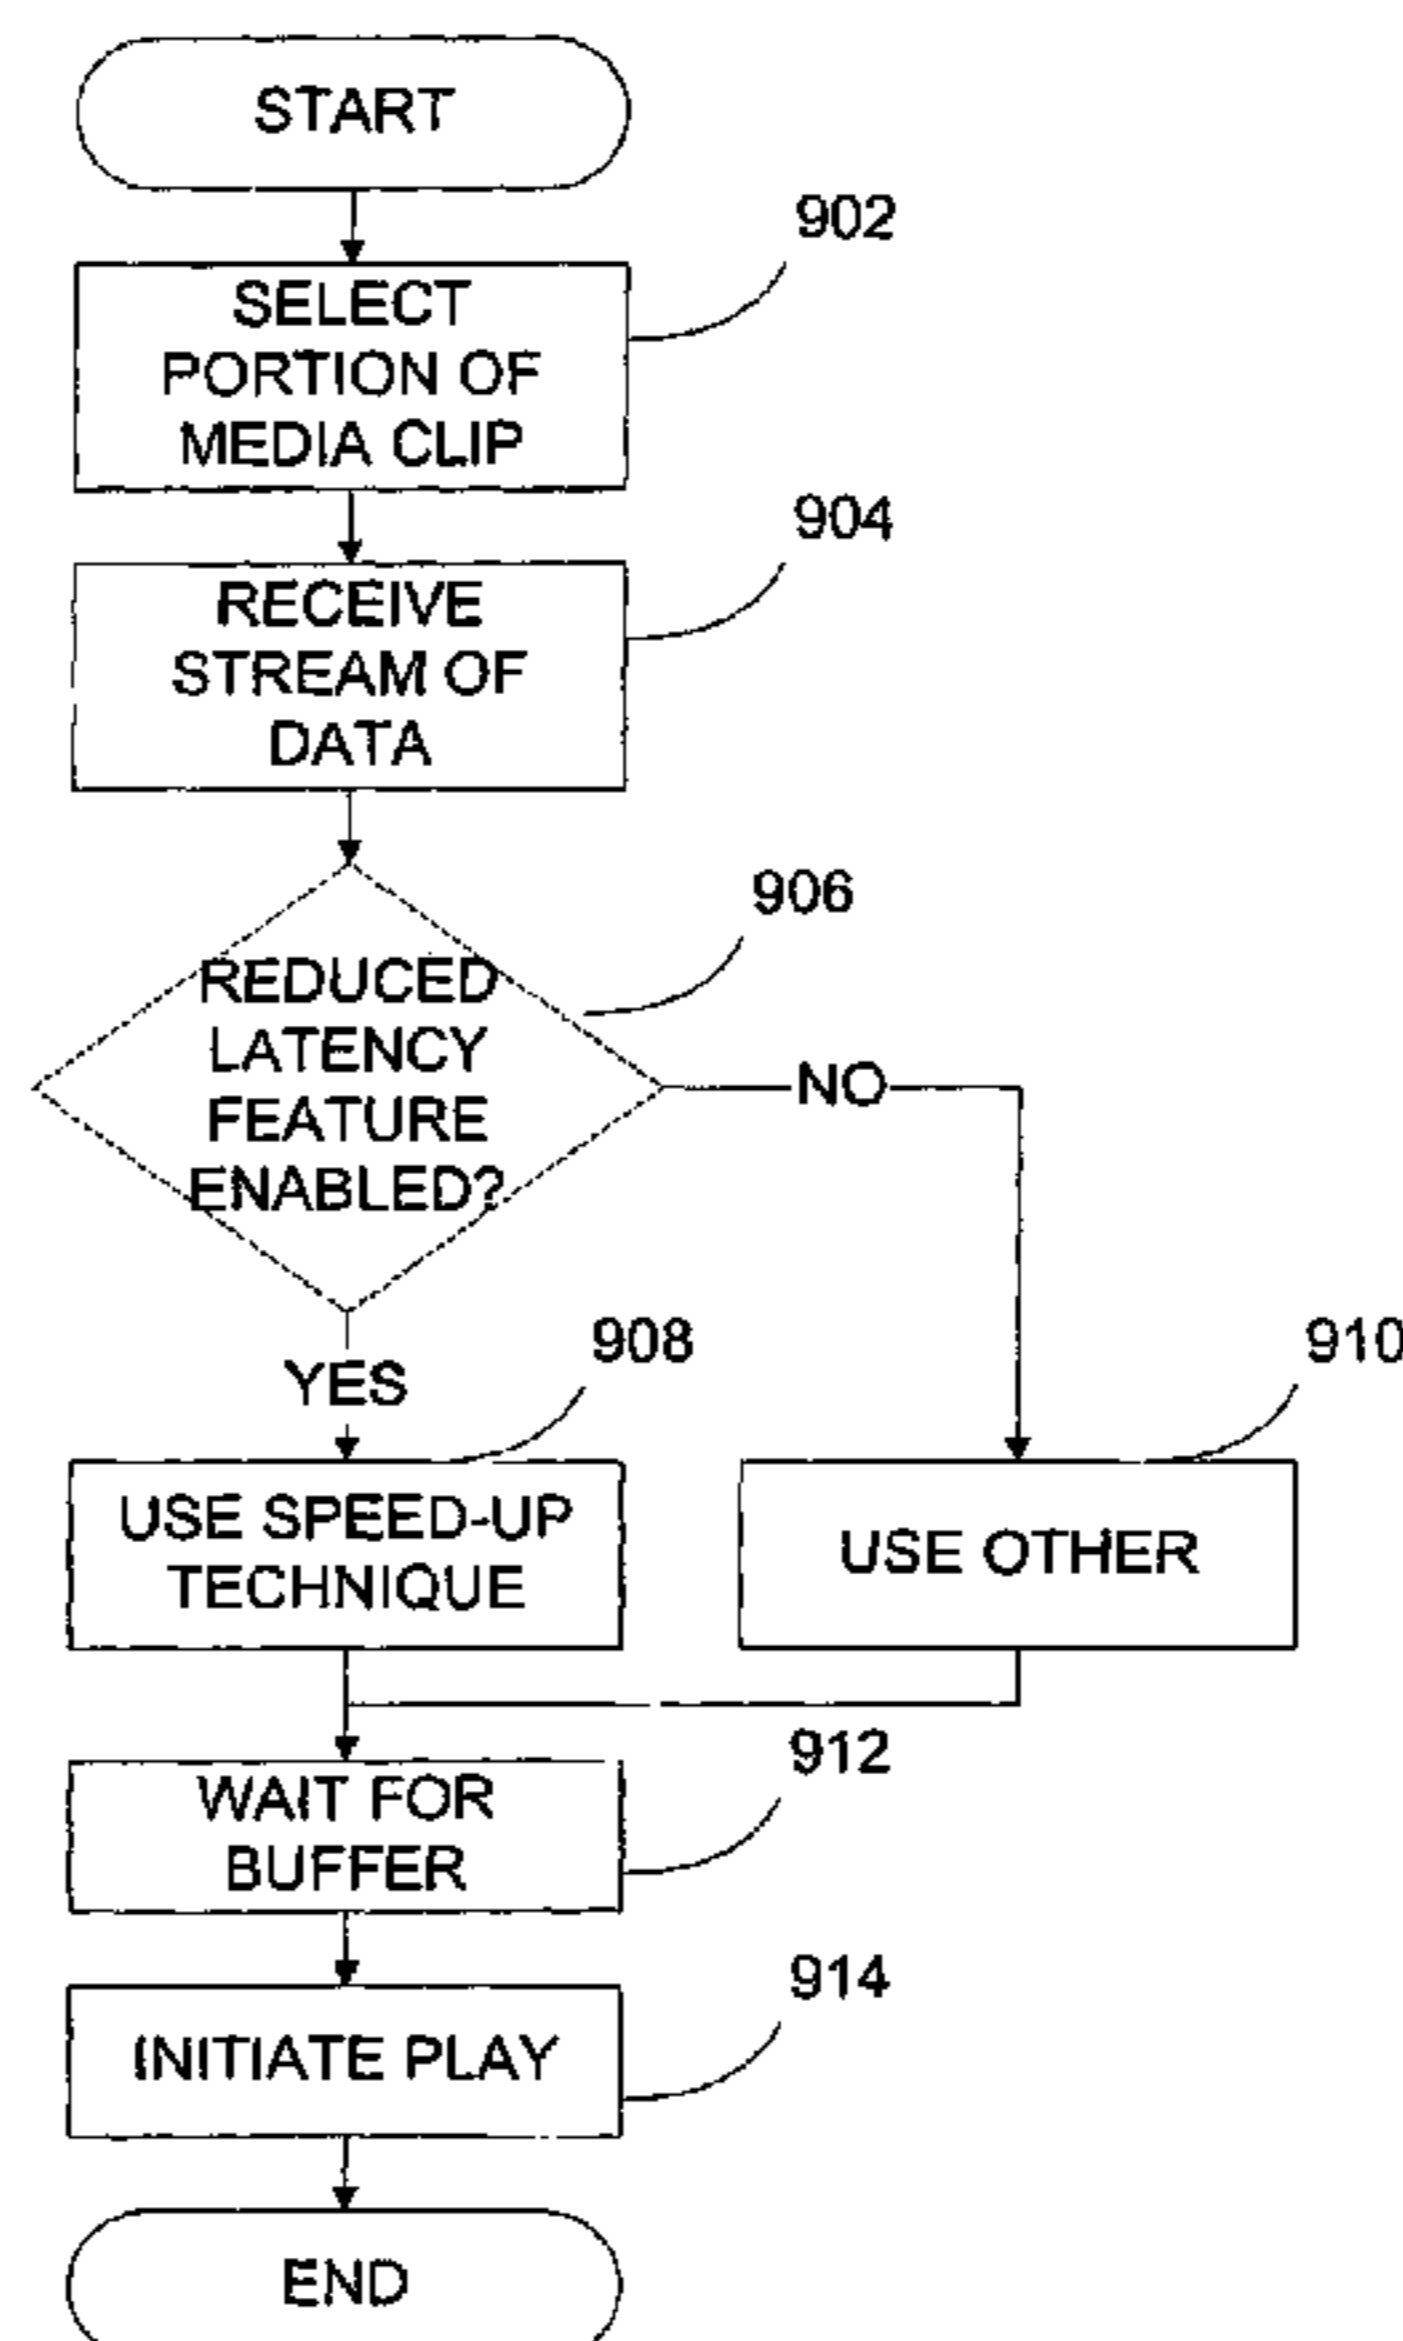 START
902
SELECT
PORTION OF
MEDIA CLIP
904
RECEIVE
STREAM OF
DATA
906
REDUCED
LATENCY
FEATURE
ENABLED?
NO
YES
908
910
USE SPEED-UP
TECHNIQUE
USE OTHER
912
WAIT FOR
BUFFER
914
INITIATE PLAY
END